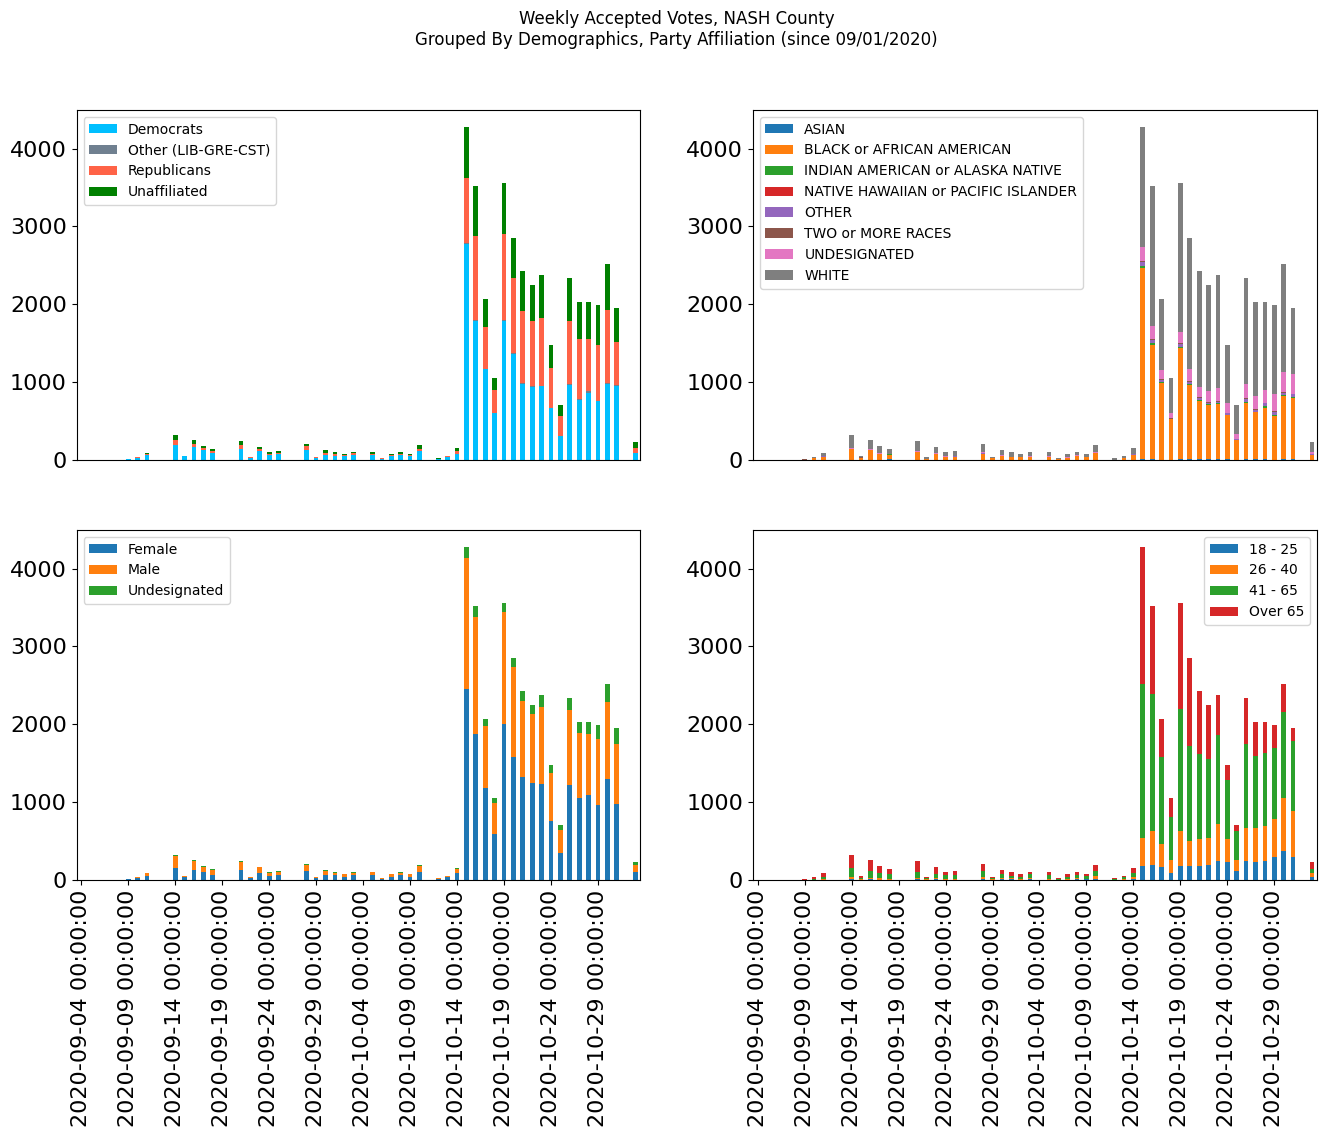 Weekly Accepted Votes, NASH County
Grouped By Demographics, Party Affiliation (since 09/01/2020)
4000
3000
2000
1000
0
Democrats
Other (LIB-GRE-CST)
Republicans
Unaffiliated
4000
3000
2000
1000
0
ASIAN
BLACK or AFRICAN AMERICAN
INDIAN AMERICAN or ALASKA NATIVE
NATIVE HAWAIIAN or PACIFIC ISLANDER
OTHER
TWO or MORE RACES
UNDESIGNATED
WHITE
4000
3000
2000
1000
0
Female
Male
Undesignated
2020-09-04 00:00:00
2020-09-09 00:00:00
2020-09-14 00:00:00
2020-09-19 00:00:00
2020-09-24 00:00:00
2020-09-29 00:00:00
2020-10-04 00:00:00
2020-10-09 00:00:00
2020-10-14 00:00:00
2020-10-19 00:00:00
2020-10-24 00:00:00
2020-10-29 00:00:00
4000
3000
2000
1000
0
18 - 25
26 - 40
41 - 65
Over 65
2020-09-04 00:00:00
2020-09-09 00:00:00
2020-09-14 00:00:00
2020-09-19 00:00:00
2020-09-24 00:00:00
2020-09-29 00:00:00
2020-10-04 00:00:00
2020-10-09 00:00:00
2020-10-14 00:00:00
2020-10-19 00:00:00
2020-10-24 00:00:00
2020-10-29 00:00:00